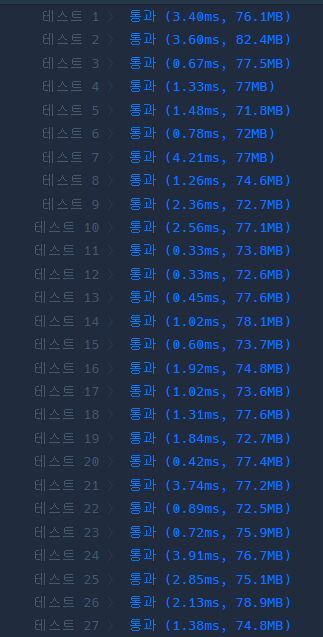 테스트 1 〉 통과 (3.40ms, 76.1MB)
테스트 2 〉 통과 (3.60ms, 82.4MB)
테스트 3 〉 통과 (0.67ms, 77.5MB)
테스트 4 〉 통과 (1.33ms, 77MB)
테스트 5 〉 통과 (1.48ms, 71.8MB)
테스트 6 〉 통과 (0.78ms, 72MB)
테스트 7 〉 통과 (4.21ms, 77MB)
테스트 8 〉 통과 (1.26ms, 74.6MB)
테스트 9 〉 통과 (2.36ms, 72.7MB)
테스트 10 〉 통과 (2.56ms, 77.1MB)
테스트 11 〉 통과 (0.33ms, 73.8MB)
테스트 12 〉 통과 (0.33ms, 72.6MB)
테스트 13 〉 통과 (0.45ms, 77.6MB)
테스트 14 〉 통과 (1.02ms, 78.1MB)
테스트 15 〉 통과 (0.60ms, 73.7MB)
테스트 16 〉 통과 (1.92ms, 74.8MB)
테스트 17 〉 통과 (1.02ms, 73.6MB)
테스트 18 〉 통과 (1.31ms, 77.6MB)
테스트 19 〉 통과 (1.84ms, 72.7MB)
테스트 20 〉 통과 (0.42ms, 77.4MB)
테스트 21 〉 통과 (3.74ms, 77.2MB)
테스트 22 〉 통과 (0.89ms, 72.5MB)
테스트 23 〉 통과 (0.72ms, 75.9MB)
테스트 24 〉 통과 (3.91ms, 76.7MB)
테스트 25 〉 통과 (2.85ms, 75.1MB)
테스트 26 〉 통과 (2.13ms, 78.9MB)
테스트 27 〉 통과 (1.38ms, 74.8MB)